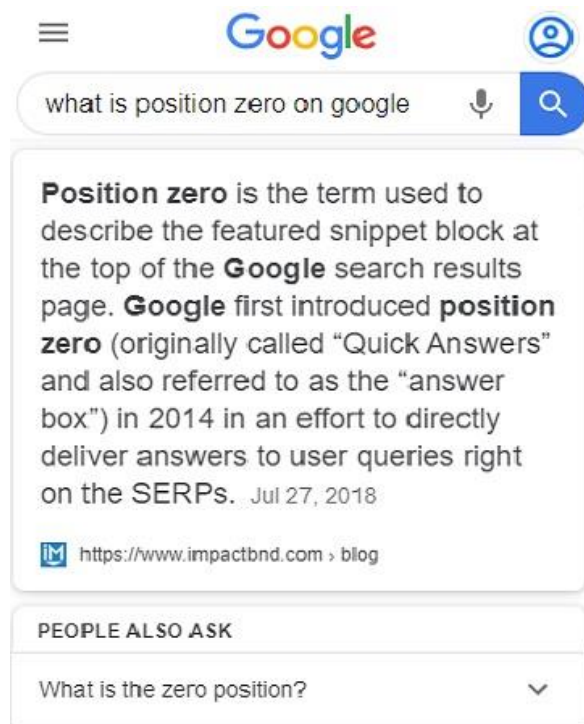 Google
what is position zero on google
Position zero is the term used to
describe the featured snippet block at
the top of the Google search results
page. Google first introduced position
zero (originally called “Quick Answers”
and also referred to as the “answer
box”) in 2014 in an effort to directly
deliver answers to user queries right
on the SERPs. Jul 27, 2018
iM https://www.impactbnd.com › blog
PEOPLE ALSO ASK
What is the zero position?